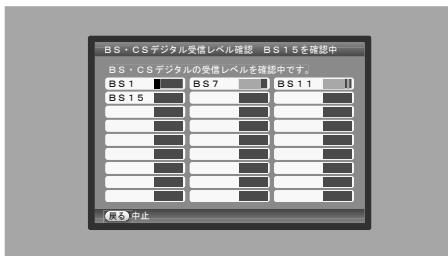 BS・CSデジタル受信レベル確認　BS15を確認中
BS・CSデジタルの受信レベルを確認中です。
BS1 BS7 BS11
BS15
戻る 中止